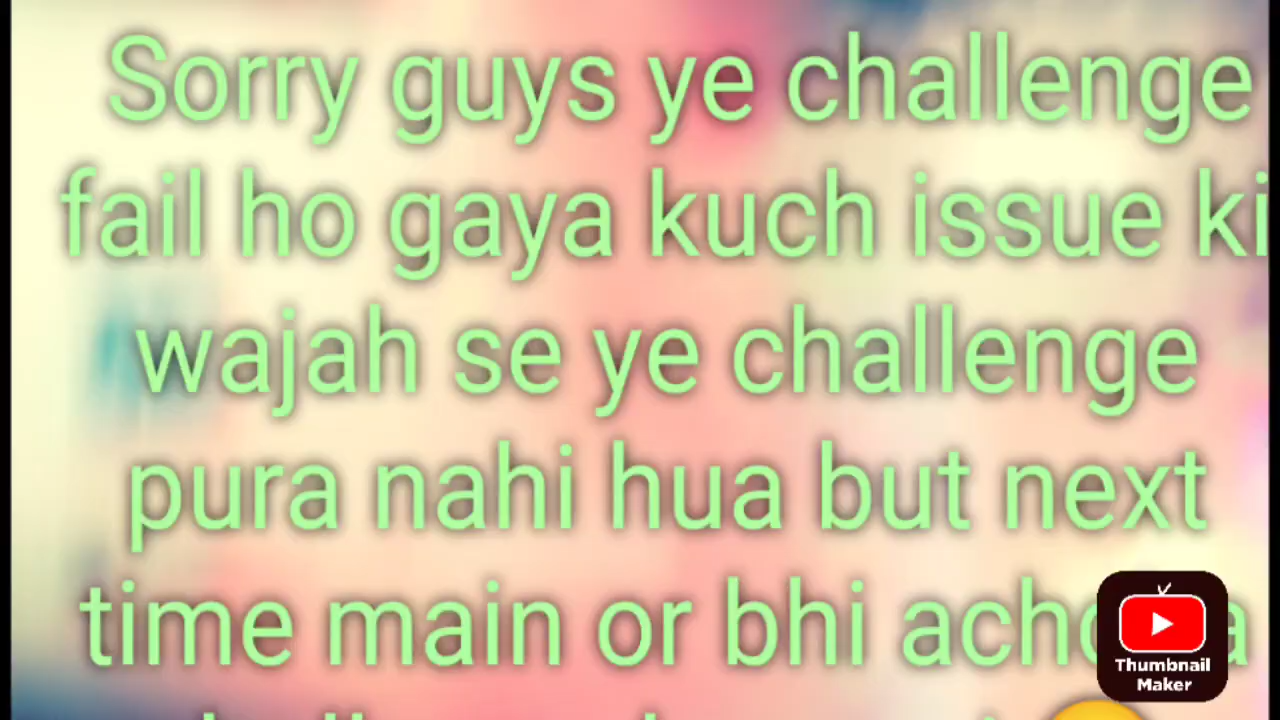 Sorry guys ye challenge
fail ho gaya kuch issue ki
wajah se ye challenge
pura nahi hua but next
time main or bhi
Thumbnail
Maker